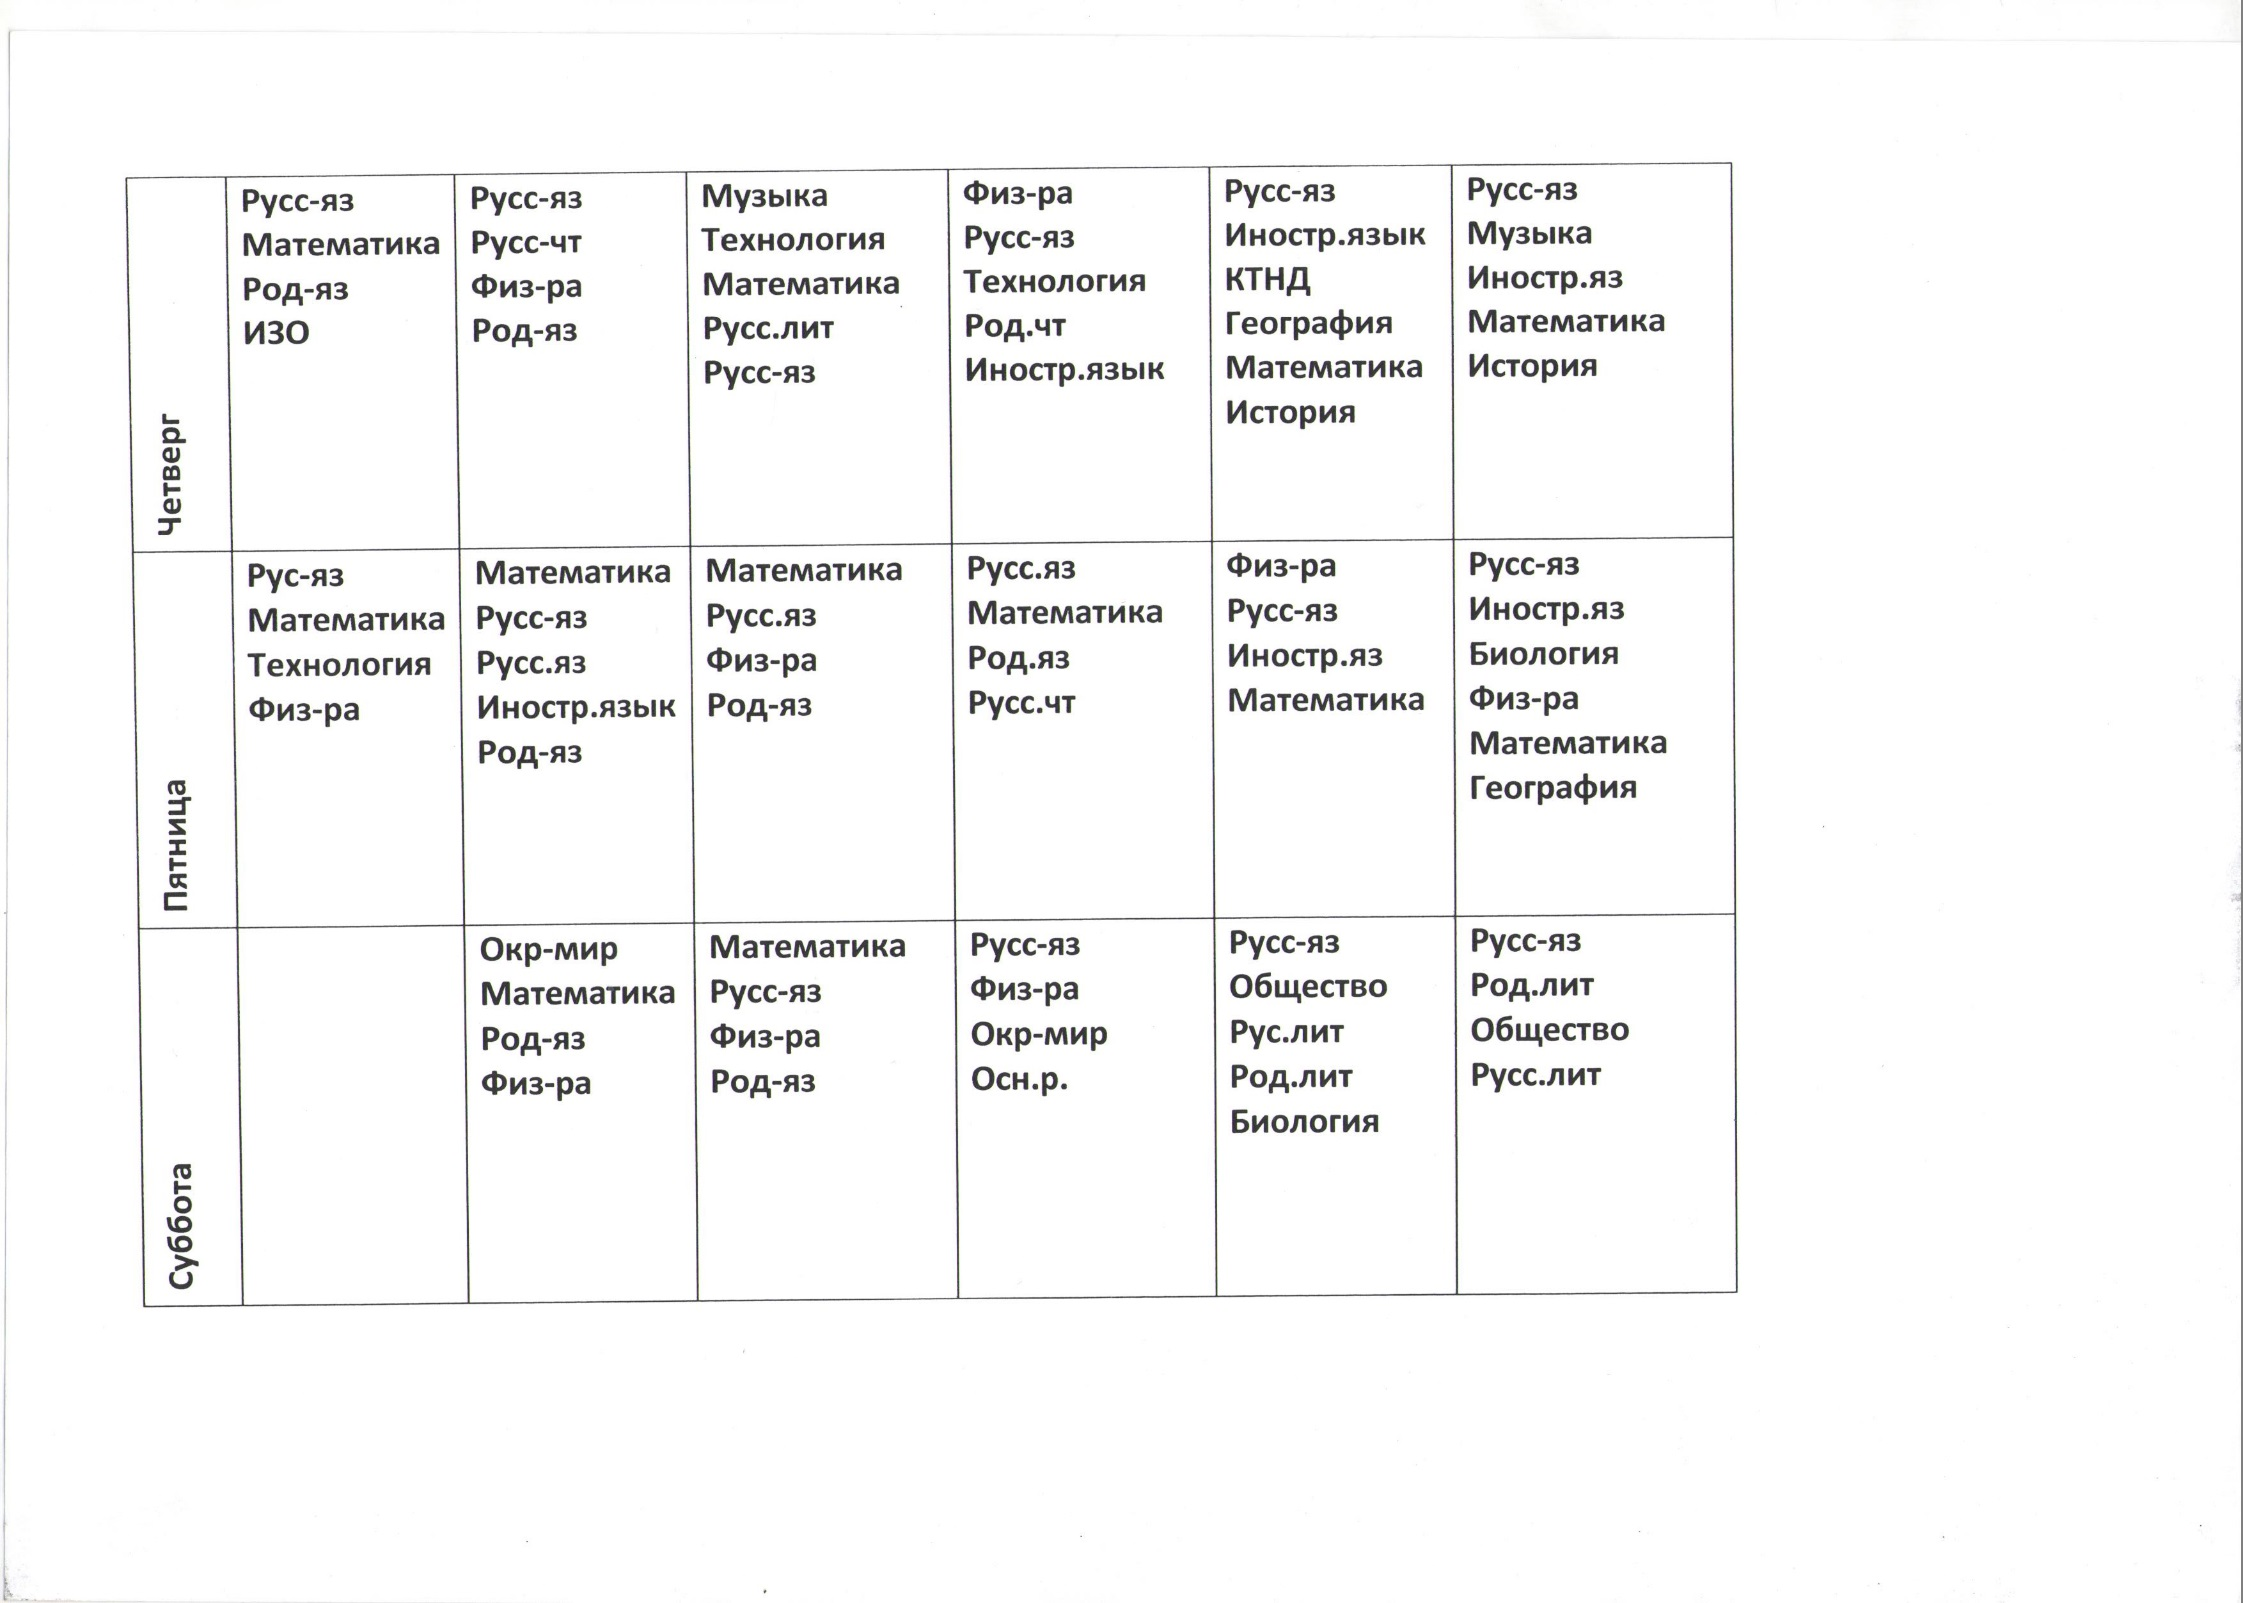 Четверг
Русс-яз
Математика
Род-яз
ИЗО
Русс-яз
Русс-чт
Физ-ра
Род-яз
Музыка
Технология
Математика
Русс.лит
Русс-яз
Физ-ра
Русс-яз
Технология
Род.чт
Иностр.язык
Русс-яз
Иностр.язык
КТНД
География
Математика
История
Русс-яз
Музыка
Иностр.яз
Математика
История
Пятница
Рус-яз
Математика
Технология
Физ-ра
Математика
Русс-яз
Русс.яз
Иностр.язык
Род-яз
Математика
Русс.яз
Физ-ра
Род-яз
Русс.яз
Математика
Род.яз
Русс.чт
Физ-ра
Русс-яз
Иностр.яз
Математика
Русс-яз
Иностр.яз
Биология
Физ-ра
Математика
География
Суббота
Окр-мир
Математика
Род-яз
Физ-ра
Математика
Русс-яз
Физ-ра
Род-яз
Русс-яз
Физ-ра
Окр-мир
Осн.р.
Русс-яз
Общество
Рус.лит
Род.лит
Биология
Русс-яз
Род.лит
Общество
Русс.лит